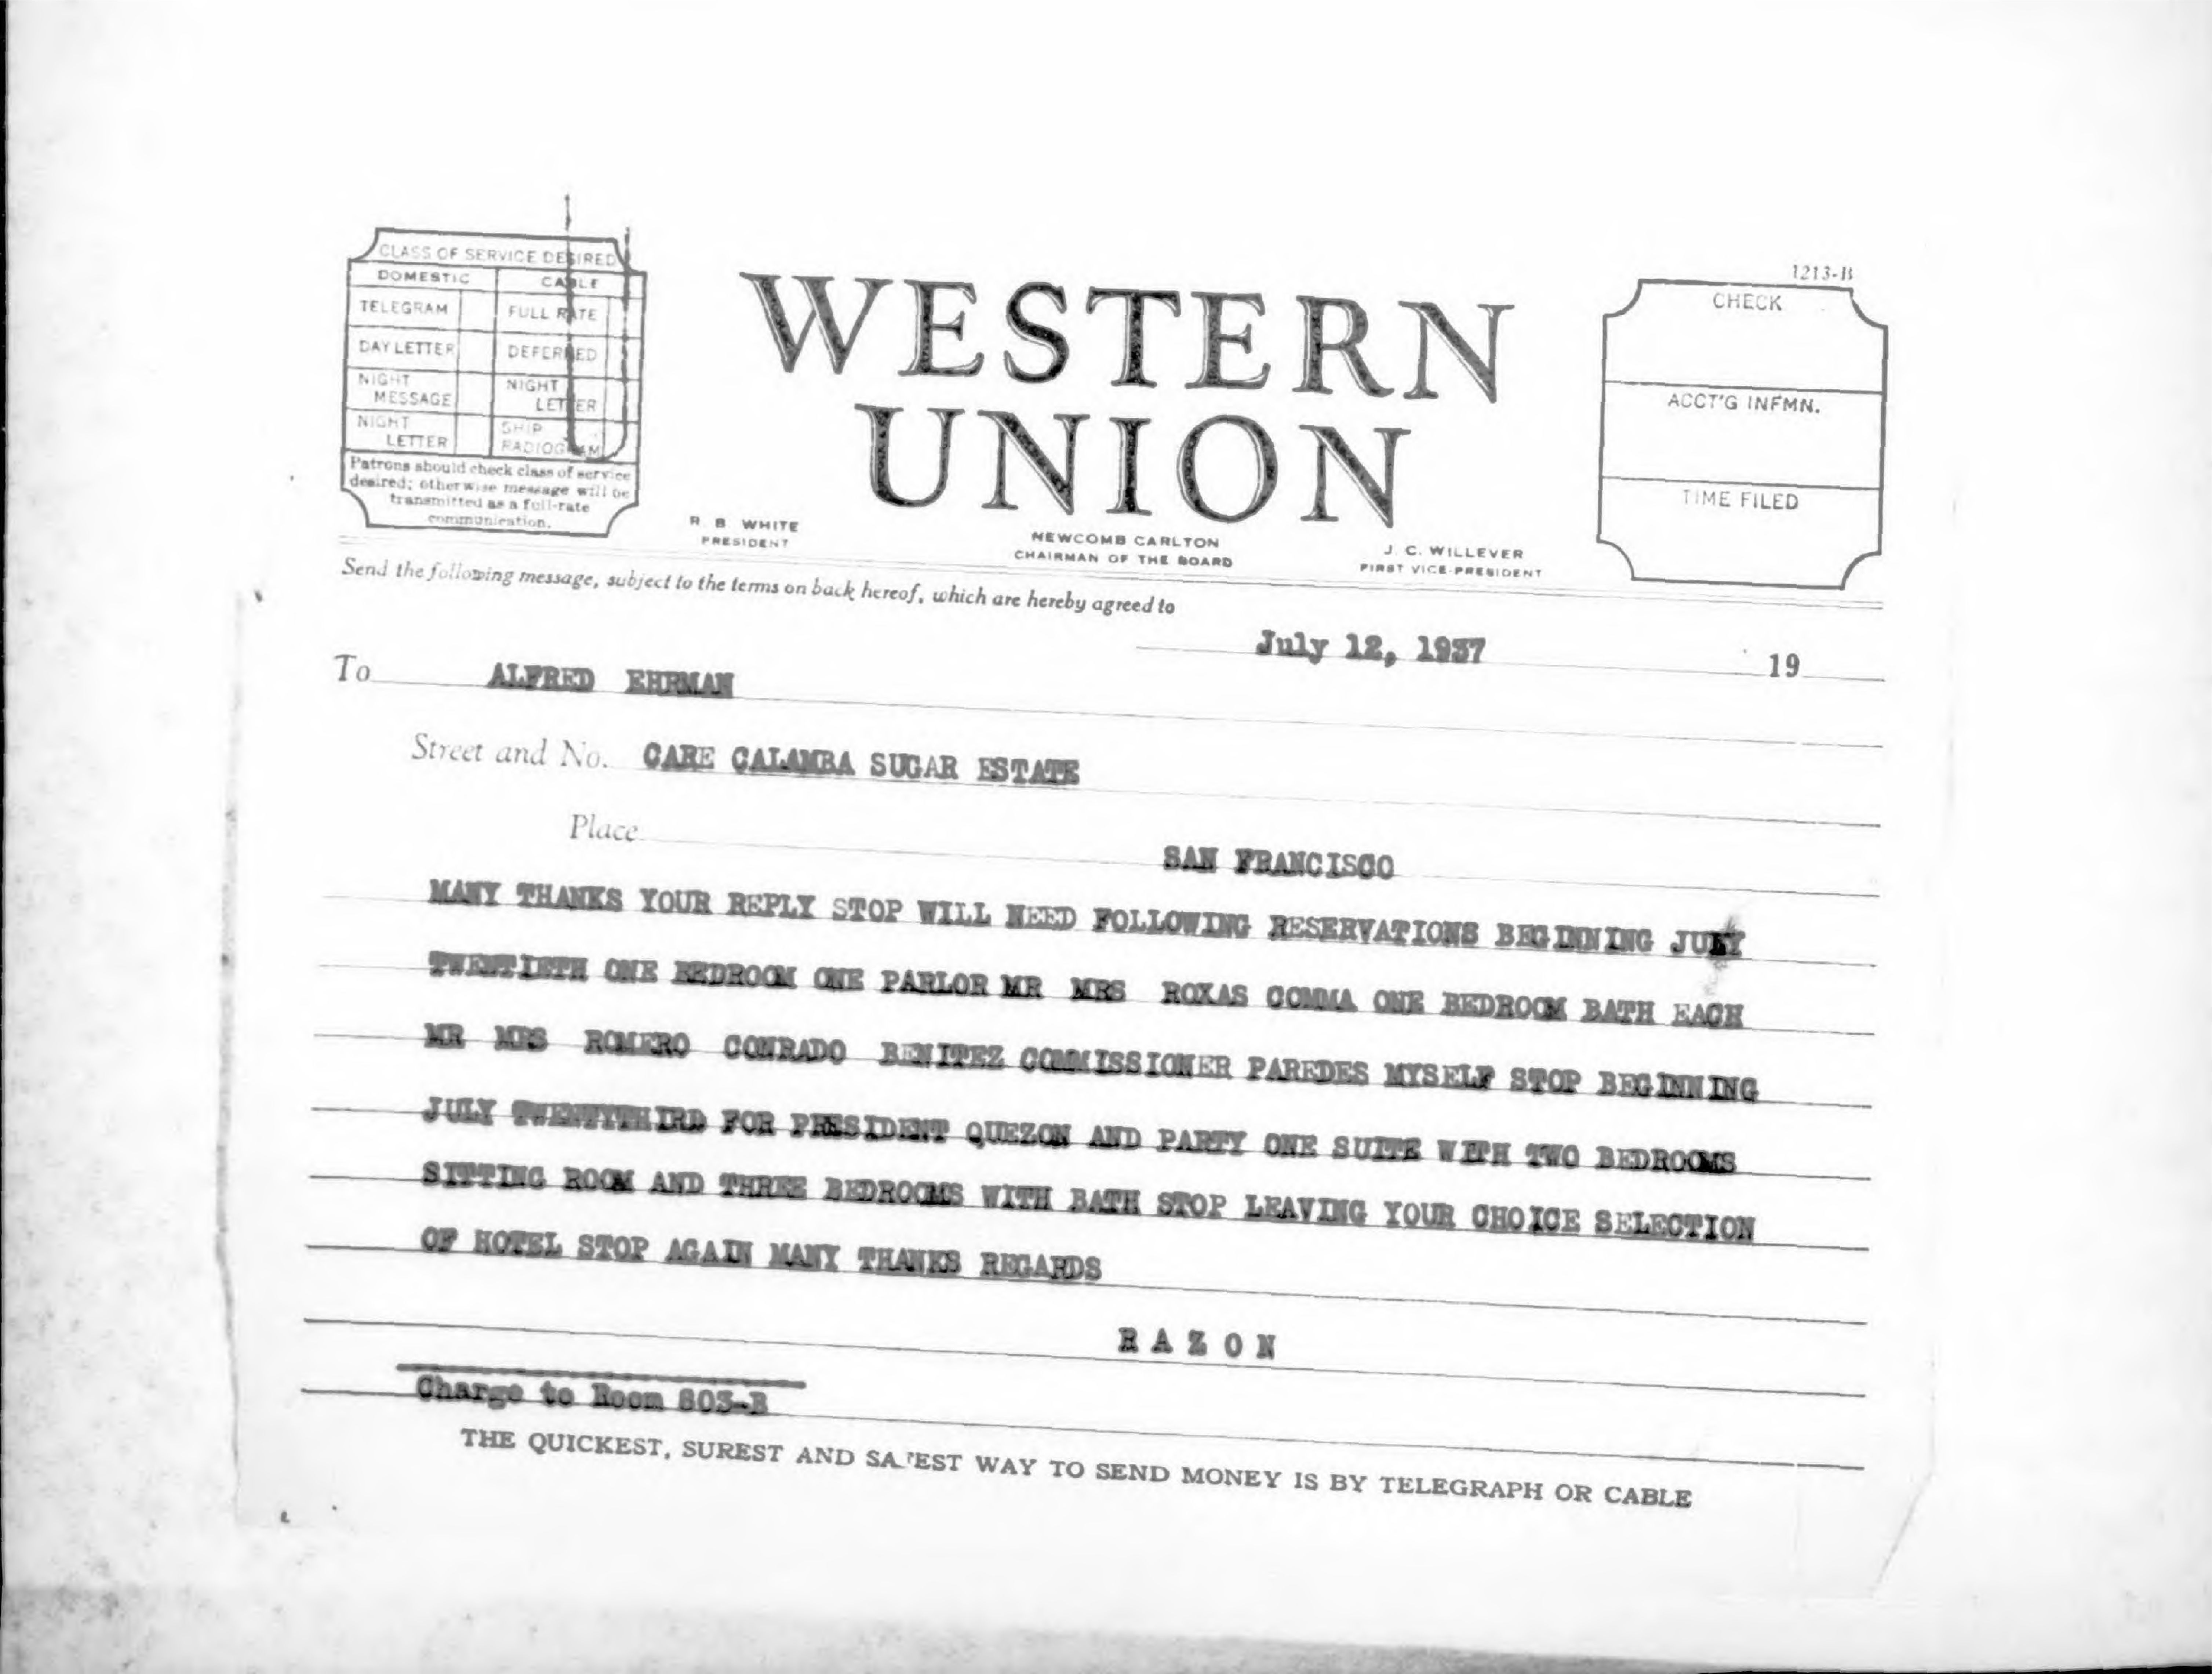 CLASS OF SERVICE DESIRED
DOMESTIC CABLE
TELEGRAM FULL RATE
DAY LETTER DEFERRED
NIGHT MESSAGE NIGHT LETTER
NIGHT LETTER SHIP RADIOGRAM
Patrons should check class of service
desired; otherwise message will be
transmitted as a full-rate
communication.
WESTERN
UNION
1213-B
CHECK
ACCT'G INFMN.
TIME FILED
R. B. WHITE
PRESIDENT
NEWCOMB CARLTON
CHAIRMAN OF THE BOARD
J. C. WILLEVER
FIRST VICE-PRESIDENT
Send the following message, subject to the terms on back hereof, which are hereby agreed to
July 12, 1937 19
To ALFRED EHRMAN
Street and No. CARE CALAMBA SUGAR ESTATE
Place SAN FRANCISCO
MANY THANKS YOUR REPLY STOP WILL NEED FOLLOWING RESERVATIONS BEGINNING JULY
TWENTIETH ONE BEDROOM ONE PARLOR MR MRS ROXAS COMMA ONE BEDROOM BATH EACH
MR MRS ROMERO CONRADO BENITEZ COMMISSIONER PAREDES MYSELF STOP BEGINNING
JULY TWENTYTHIRD FOR PRESIDENT QUEZON AND PARTY ONE SUITE WITH TWO BEDROOMS
SITTING ROOM AND THREE BEDROOMS WITH BATH STOP LEAVING YOUR CHOICE SELECTION
OF HOTEL STOP AGAIN MANY THANKS REGARDS
R A Z O N
Charge to Room 803-B
THE QUICKEST, SUREST AND SAFEST WAY TO SEND MONEY IS BY TELEGRAPH OR CABLE